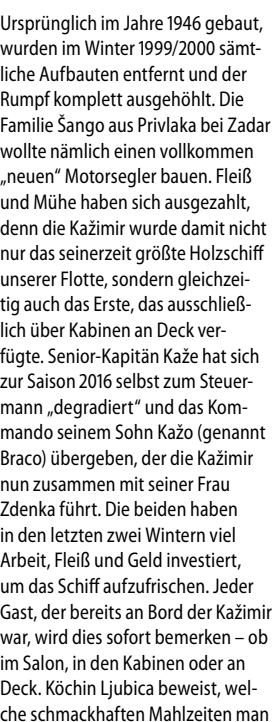 Ursprünglich im Jahre 1946 gebaut,
wurden im Winter 1999/2000 sämt-
liche Aufbauten entfernt und der
Rumpf komplett ausgehöhlt. Die
Familie Šango aus Privlaka bei Zadar
wollte nämlich einen vollkommen
„neuen“ Motorsegler bauen. Fleiß
und Mühe haben sich ausgezahlt,
denn die Kažimir wurde damit nicht
nur das seinerzeit größte Holzschiff
unserer Flotte, sondern gleichzei-
tig auch das Erste, das ausschließ-
lich über Kabinen an Deck ver-
fügte. Senior-Kapitän Kaže hat sich
zur Saison 2016 selbst zum Steuer-
mann „degradiert“ und das Kom-
mando seinem Sohn Kažo (genannt
Braco) übergeben, der die Kažimir
nun zusammen mit seiner Frau
Zdenka führt. Die beiden haben
in den letzten zwei Wintern viel
Arbeit, Fleiß und Geld investiert,
um das Schiff aufzufrischen. Jeder
Gast, der bereits an Bord der Kažimir
war, wird dies sofort bemerken – ob
im Salon, in den Kabinen oder an
Deck. Köchin Ljubica beweist, wel-
che schmackhaften Mahlzeiten man